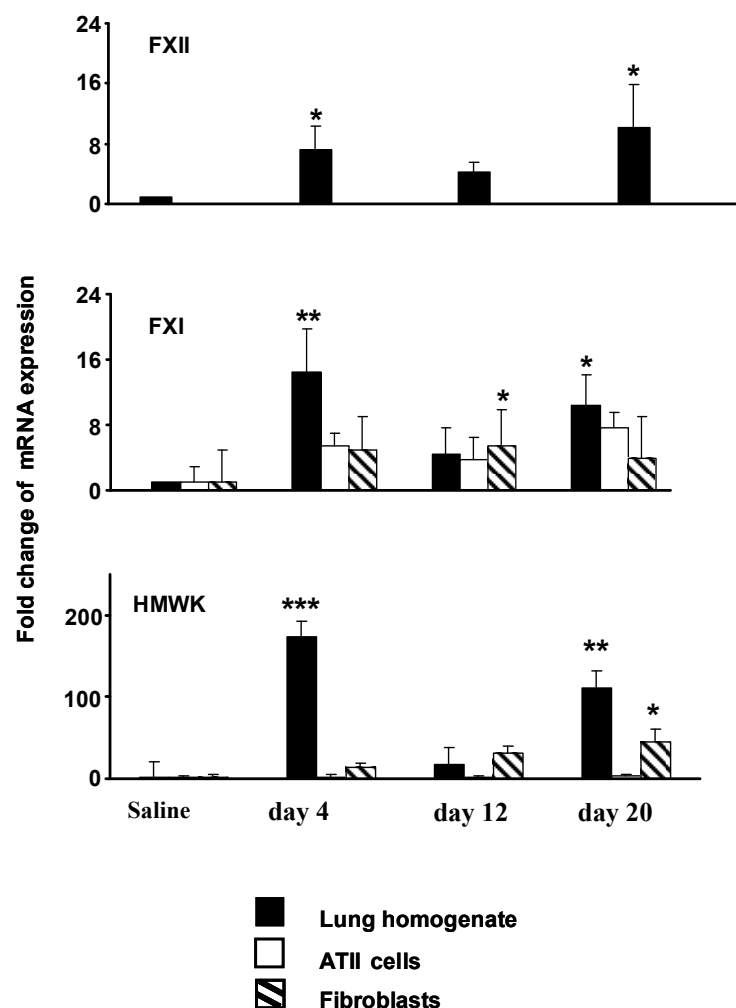 24
FXII
*
*
16
8
0
Fold change of mRNA expression
24
FXI
**
*
*
16
8
0
HMWK
***
**
*
200
100
0
Saline day 4 day 12 day 20
Lung homogenate
ATII cells
Fibroblasts